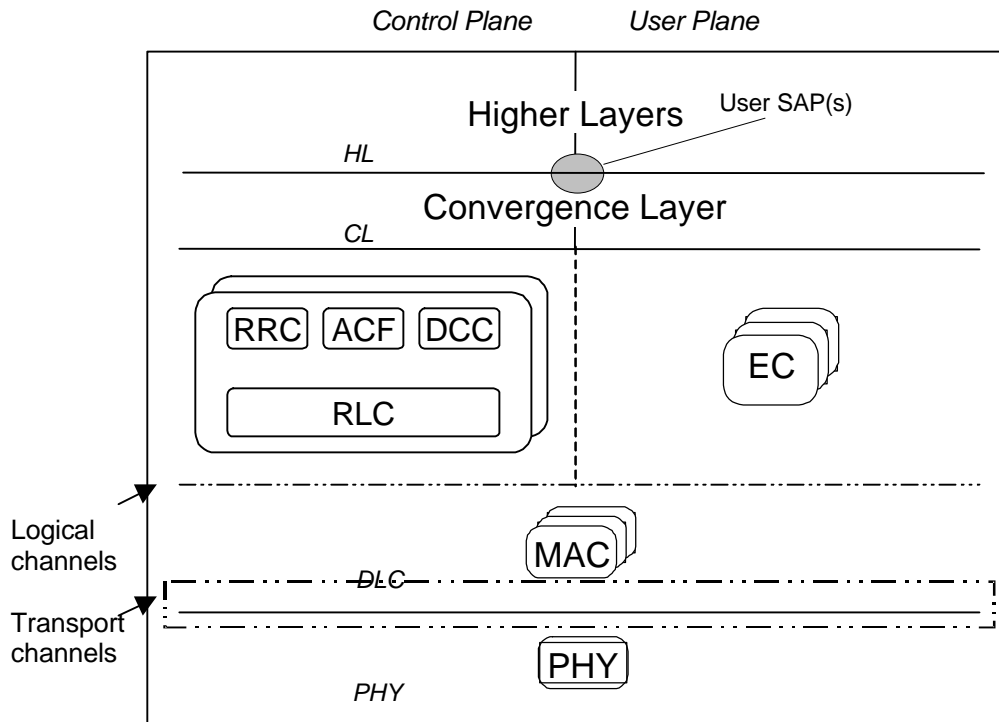 Control Plane
User Plane
Higher Layers
User SAP(s)
HL
Convergence Layer
CL
RRC
ACF
DCC
EC
RLC
Logical
channels
MAC
DLC
Transport
channels
PHY
PHY